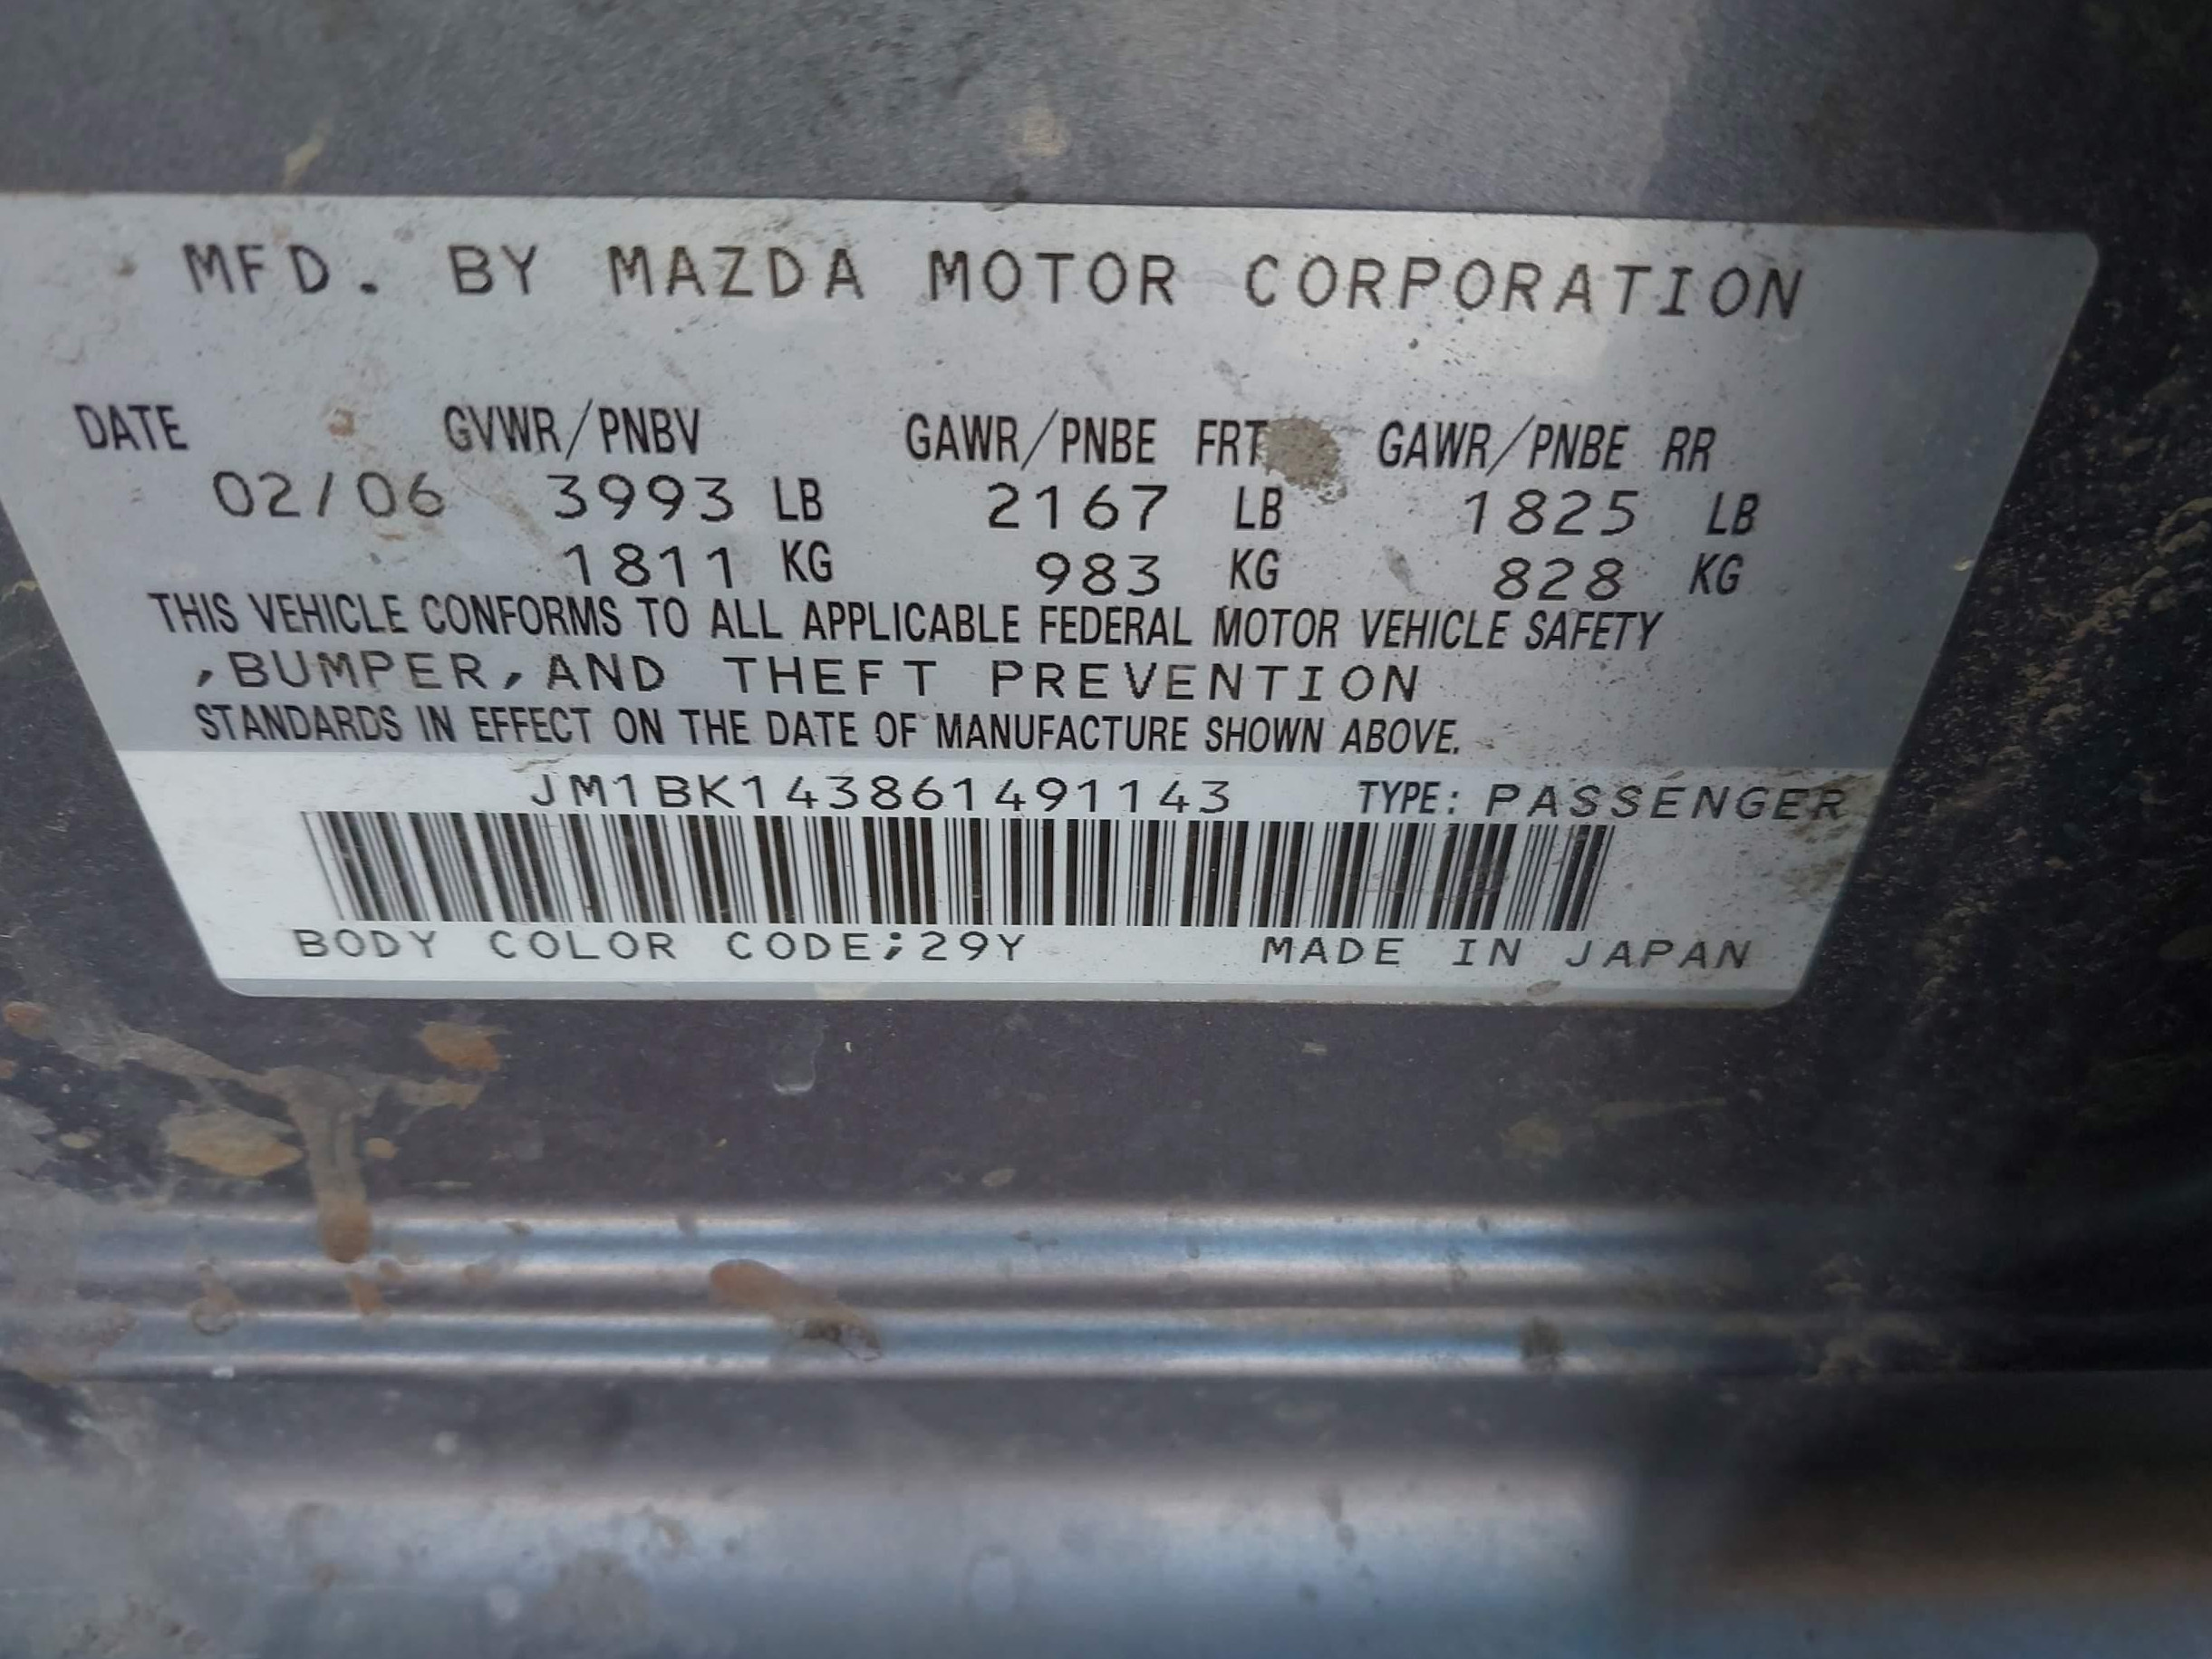 MFD. BY MAZDA MOTOR CORPORATION
DATE GVWR/PNBV GAWR/PNBE FRT GAWR/PNBE RR
02/06 3993 LB 2167 LB 1825 LB
1811 KG 983 KG 828 KG
THIS VEHICLE CONFORMS TO ALL APPLICABLE FEDERAL MOTOR VEHICLE SAFETY
,BUMPER,AND THEFT PREVENTION
STANDARDS IN EFFECT ON THE DATE OF MANUFACTURE SHOWN ABOVE.
JM1BK143861491143 TYPE: PASSENGER
BODY COLOR CODE;29Y MADE IN JAPAN